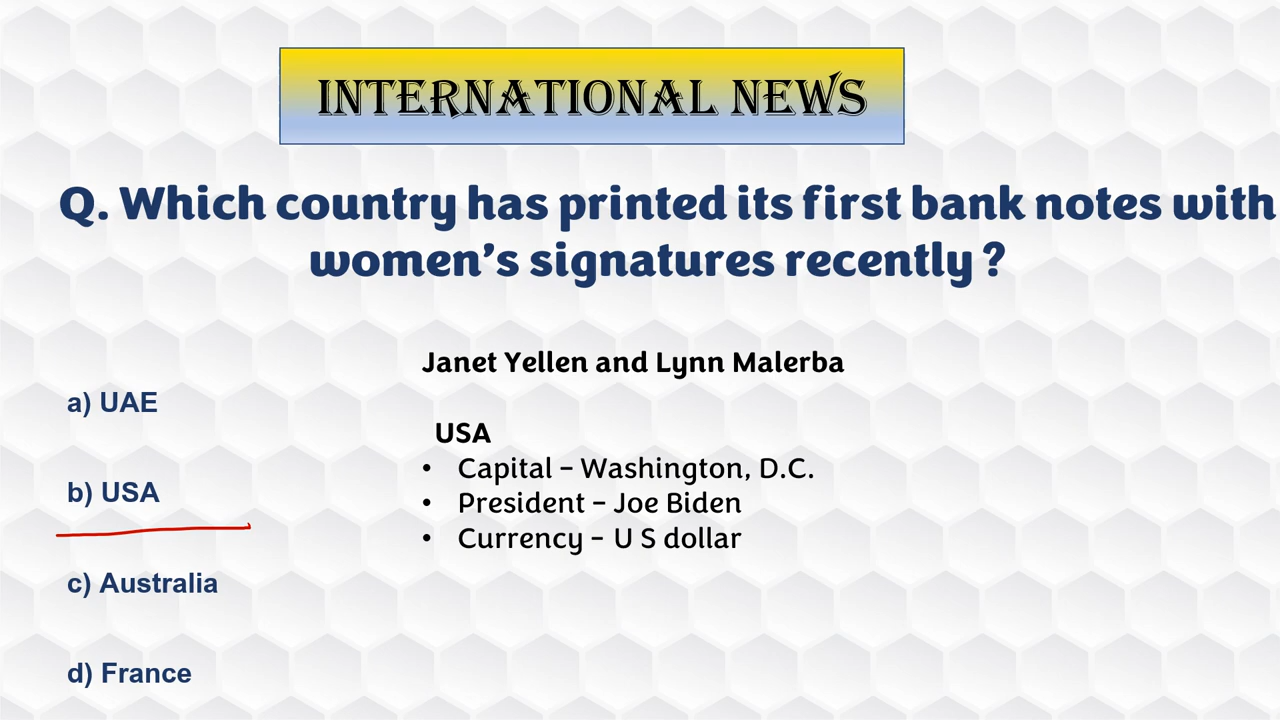 INTERNATIONAL NEWS
Q. Which country has printed its first bank notes with
women’s signatures recently ?
Janet Yellen and Lynn Malerba
a) UAE
b) USA
c) Australia
d) France
USA
• Capital – Washington, D.C.
• President – Joe Biden
• Currency – U S dollar